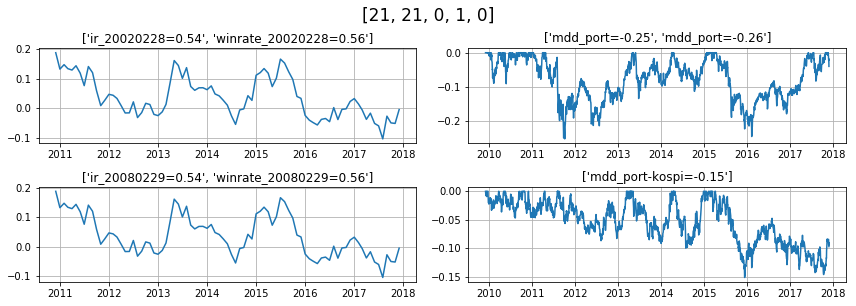 [21, 21, 0, 1, 0]
['ir_20020228=0.54', 'winrate_20020228=0.56']
0.2
0.1
0.0
−0.1
2011 2012 2013 2014 2015 2016 2017 2018
['mdd_port=-0.25', 'mdd_port=-0.26']
0.0
−0.1
−0.2
2010 2011 2012 2013 2014 2015 2016 2017 2018
['ir_20080229=0.54', 'winrate_20080229=0.56']
0.2
0.1
0.0
−0.1
2011 2012 2013 2014 2015 2016 2017 2018
['mdd_port-kospi=-0.15']
0.00
−0.05
−0.10
−0.15
2010 2011 2012 2013 2014 2015 2016 2017 2018